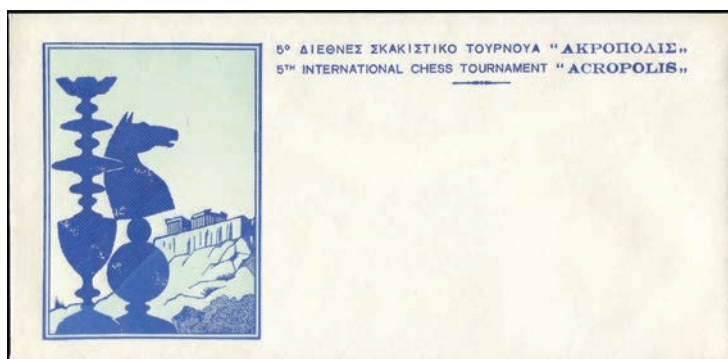 5º ΔΙΕΘΝΕΣ ΣΚΑΚΙΣΤΙΚΟ ΤΟΥΡΝΟΥΑ "ΑΚΡΟΠΟΛΙΣ„
5TH INTERNATIONAL CHESS TOURNAMENT "ACROPOLIS„